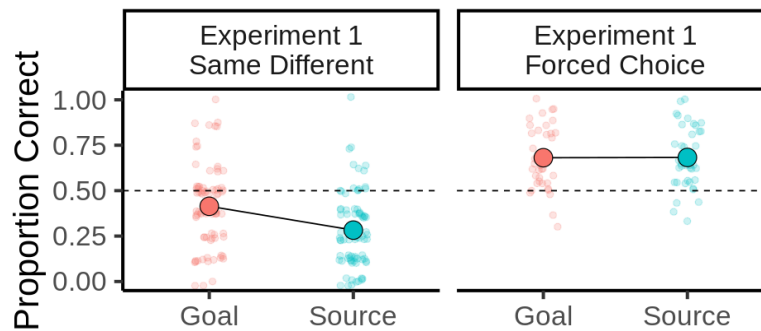 Experiment 1
Same Different
Experiment 1
Forced Choice
Proportion Correct
1.00
0.75
0.50
0.25
0.00
Goal
Source
Goal
Source